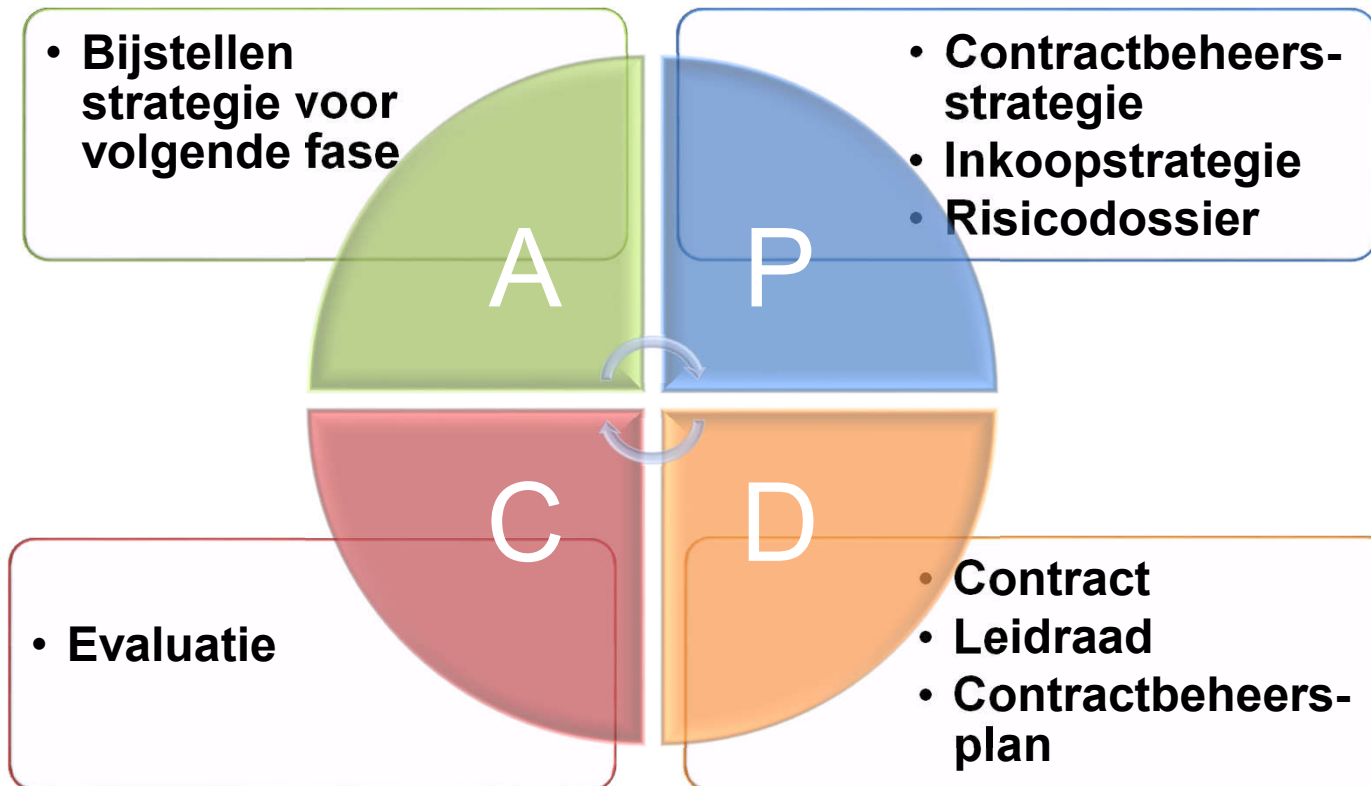 • Bijstellen
strategie voor
volgende fase
A
• Contractbeheers-
strategie
• Inkoopstrategie
• Risicodossier
P
C
• Evaluatie
D
• Contract
• Leidraad
• Contractbeheers-
plan